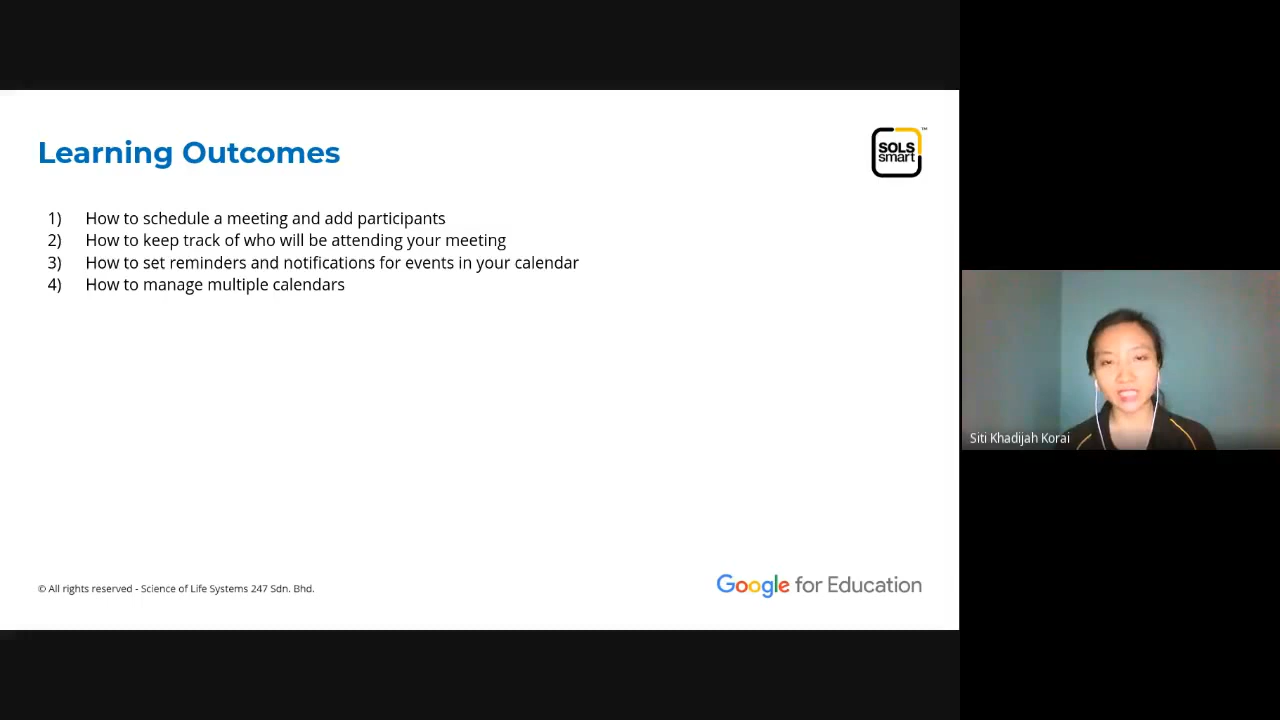 Learning Outcomes
SOLS
smart
™
1) How to schedule a meeting and add participants
2) How to keep track of who will be attending your meeting
3) How to set reminders and notifications for events in your calendar
4) How to manage multiple calendars
Siti Khadijah Korai
© All rights reserved - Science of Life Systems 247 Sdn. Bhd.
Google for Education